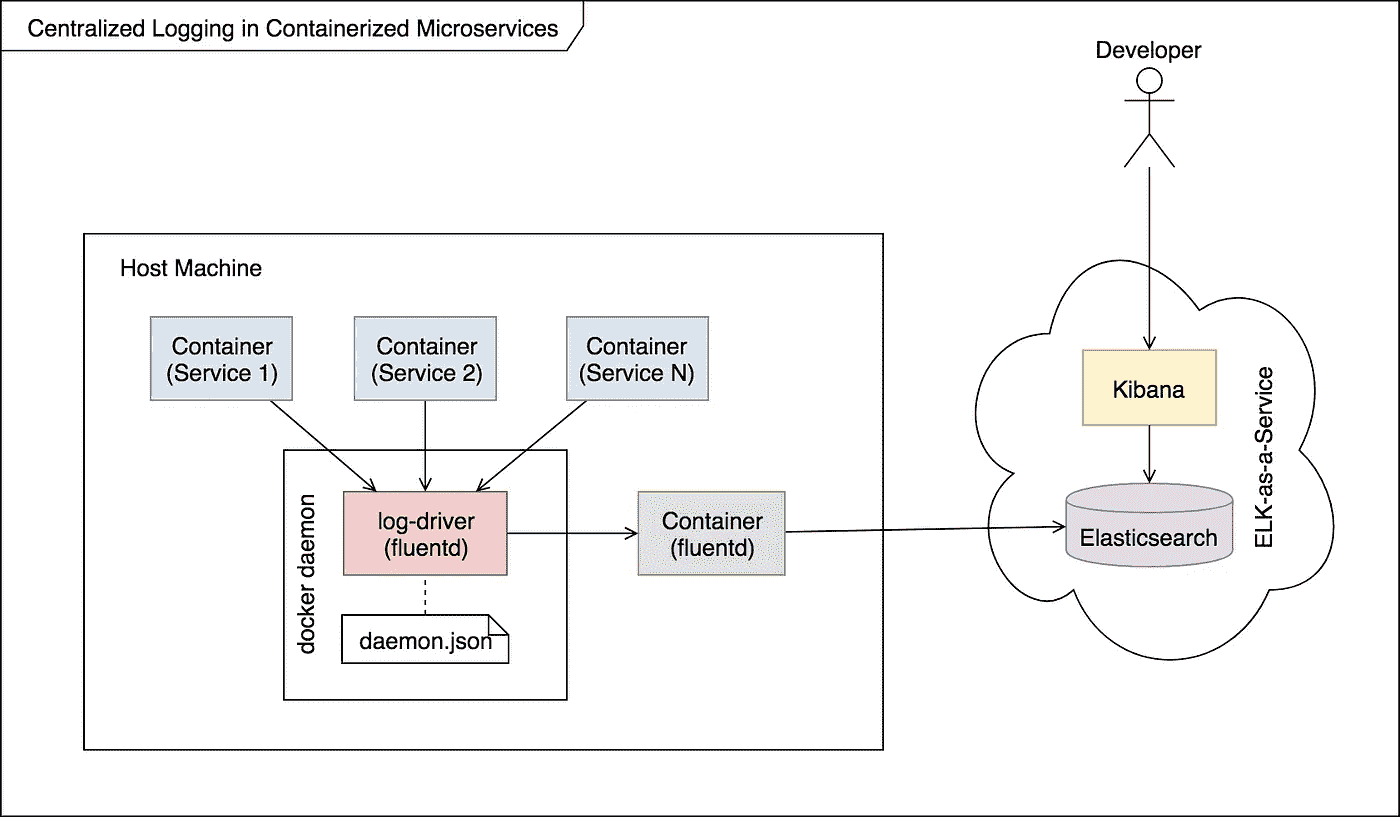 Centralized Logging in Containerized Microservices
Developer
Host Machine
Container
(Service 1)
Container
(Service 2)
Container
(Service N)
docker daemon
log-driver
(fluentd)
daemon.json
Container
(fluentd)
Kibana
Elasticsearch
ELK-as-a-Service